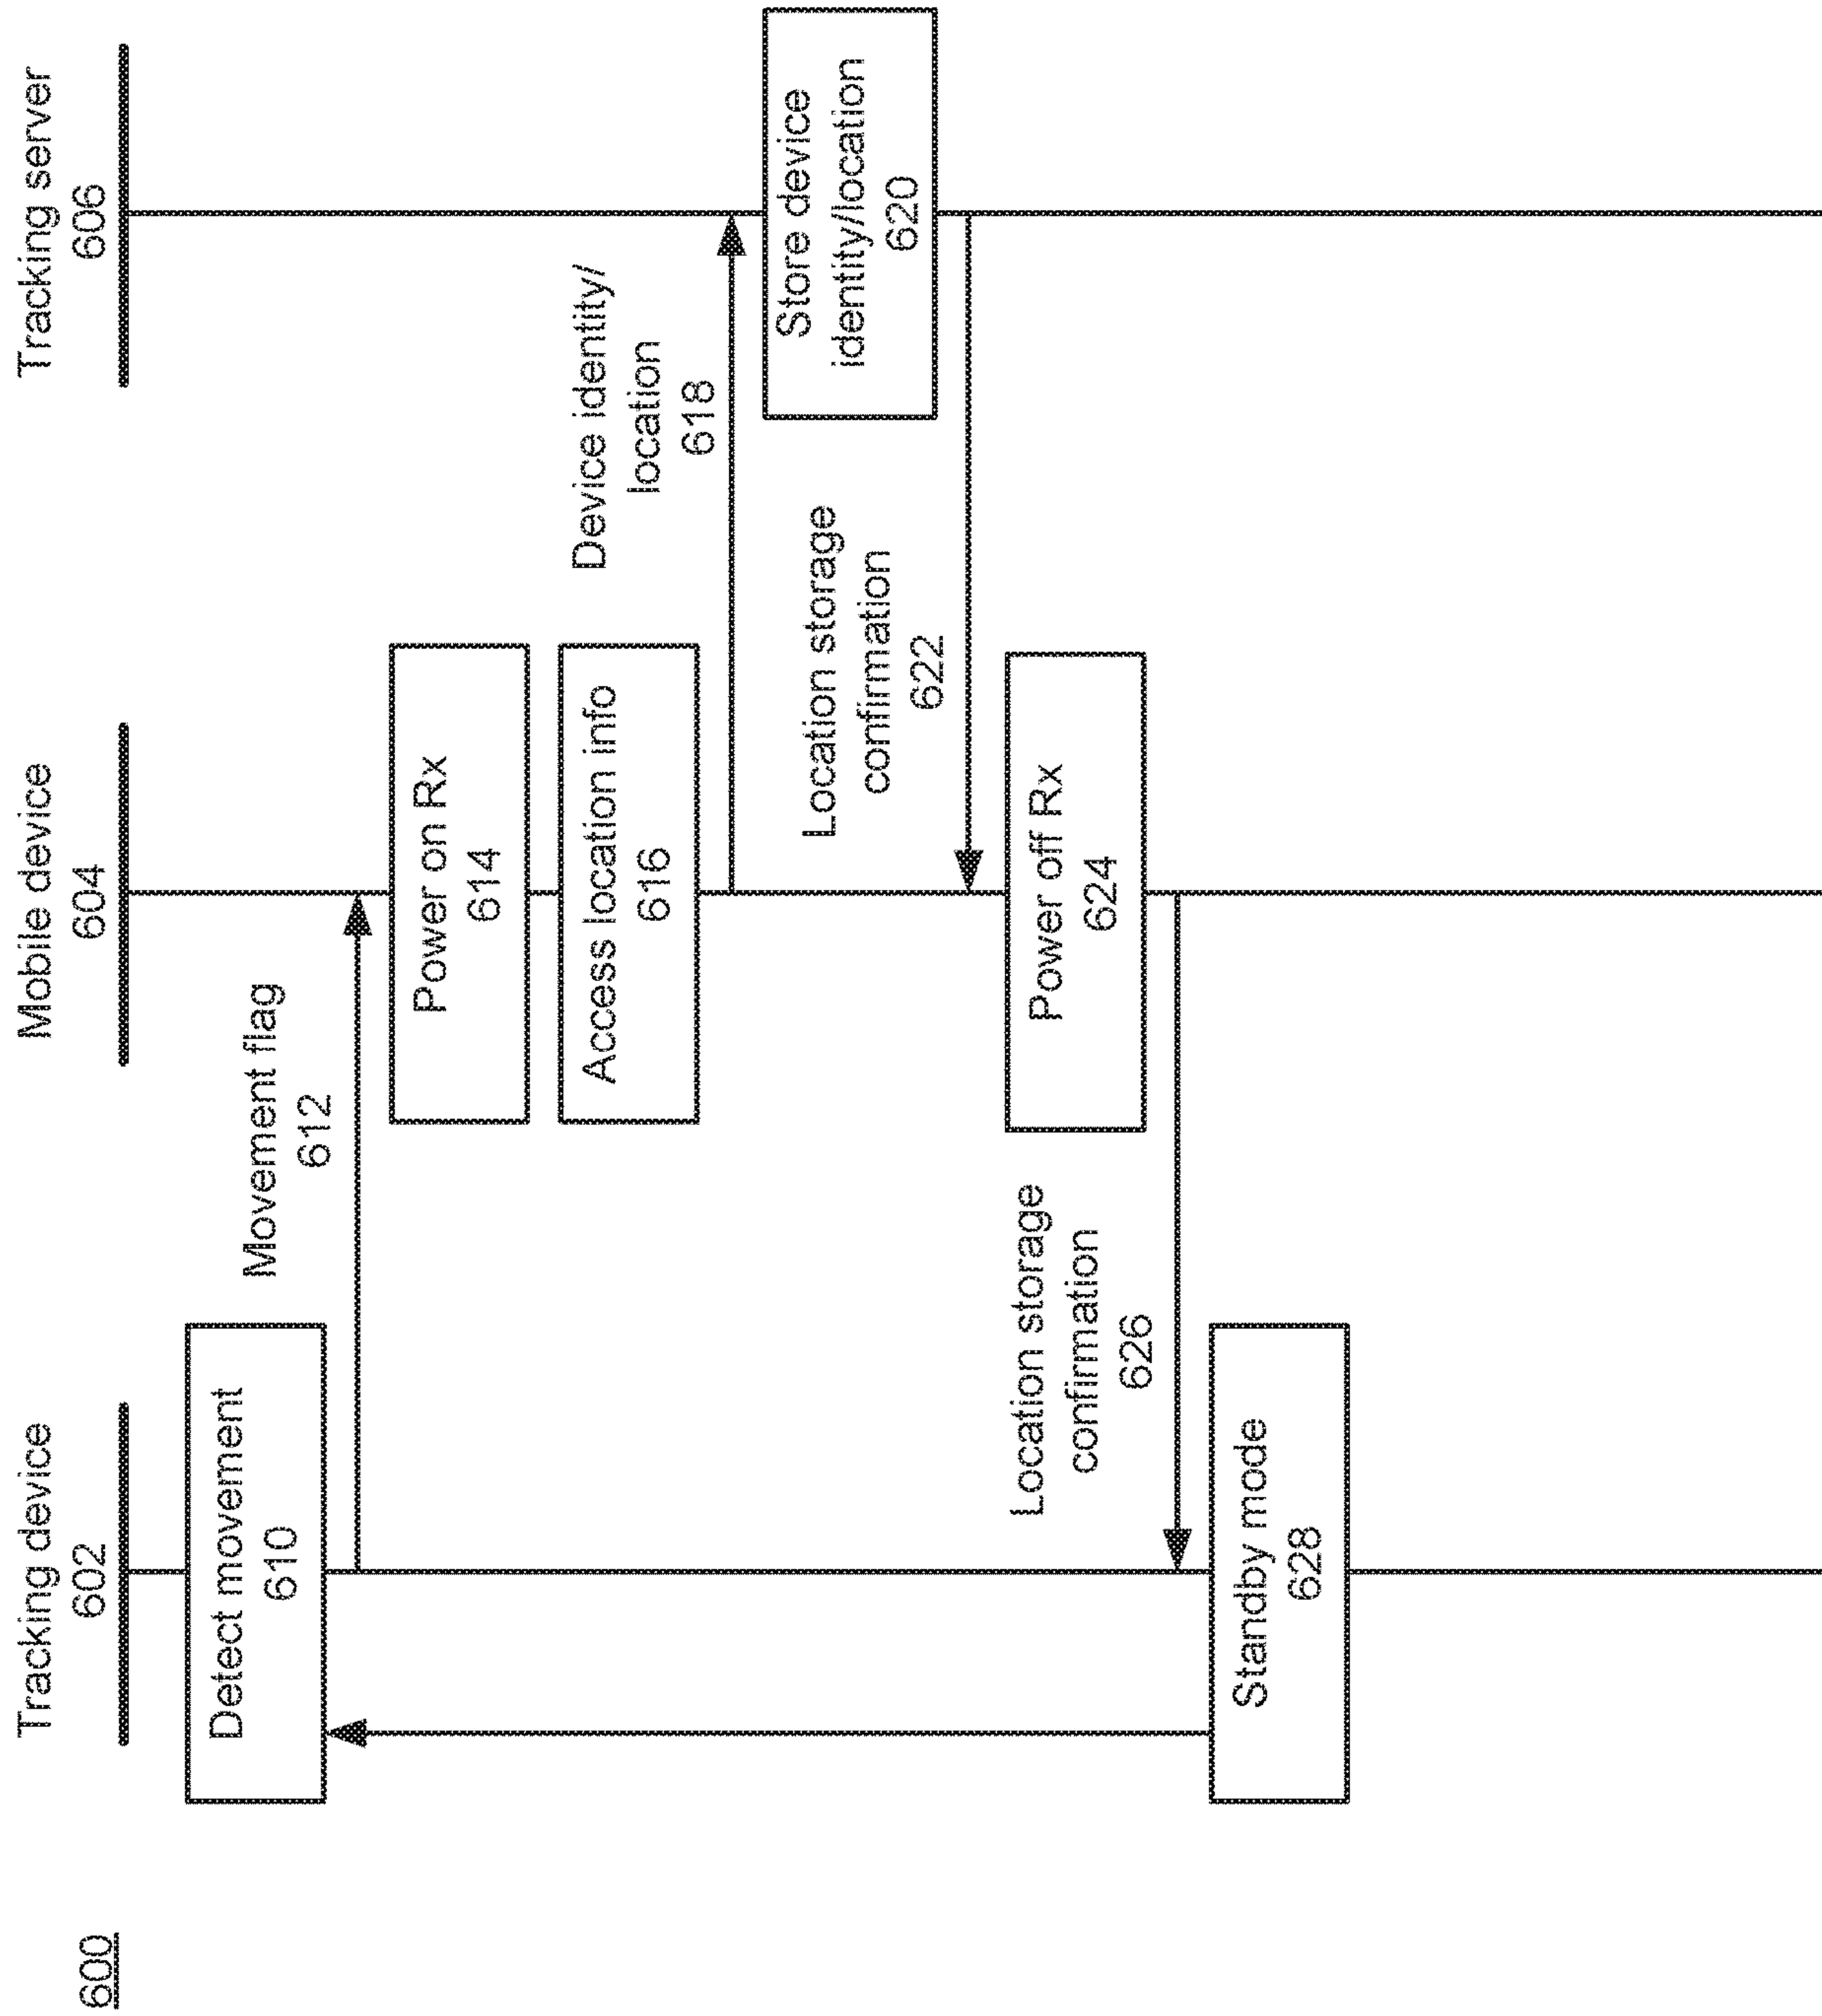 600
Tracking device
602
Mobile device
604
Tracking server
606
Detect movement
610
Movement flag
612
Power on Rx
614
Access location info
616
Device identity/
location
618
Store device
identity/location
620
Location storage
confirmation
622
Power off Rx
624
Location storage
confirmation
626
Standby mode
628